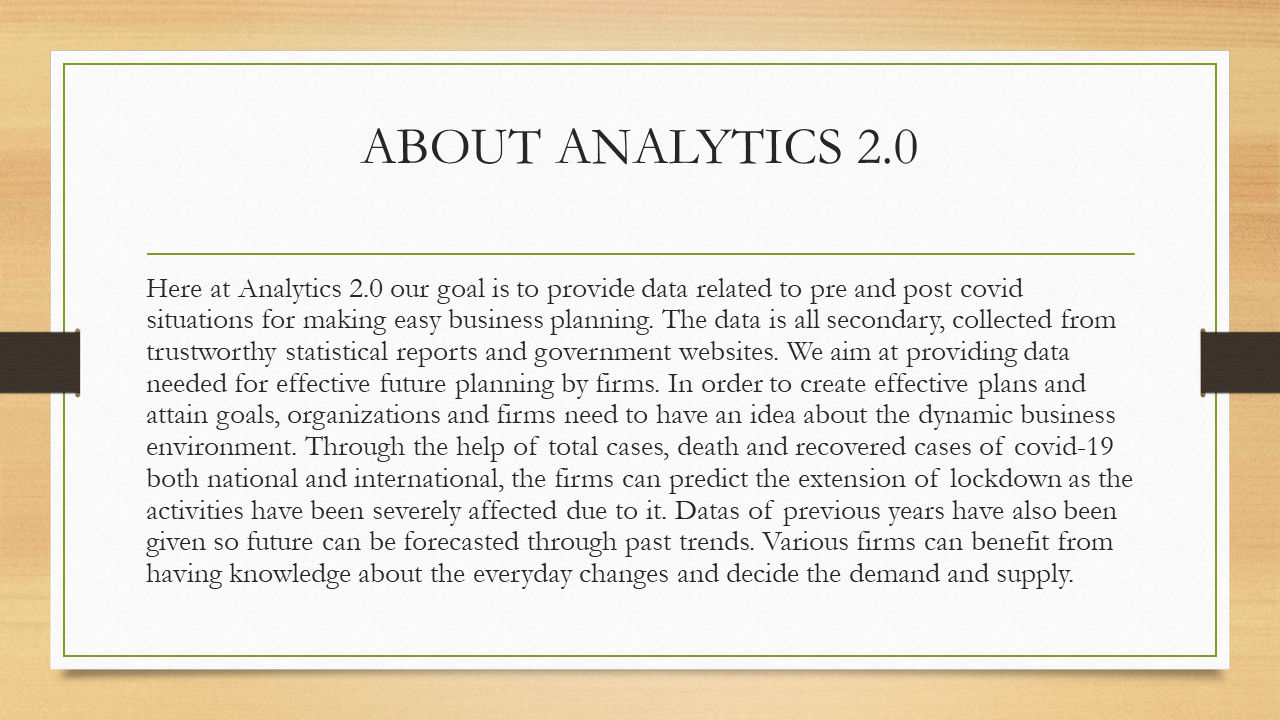 ABOUT ANALYTICS 2.0
Here at Analytics 2.0 our goal is to provide data related to pre and post covid
situations for making easy business planning. The data is all secondary, collected from
trustworthy statistical reports and government websites. We aim at providing data
needed for effective future planning by firms. In order to create effective plans and
attain goals, organizations and firms need to have an idea about the dynamic business
environment. Through the help of total cases, death and recovered cases of covid-19
both national and international, the firms can predict the extension of lockdown as the
activities have been severely affected due to it. Datas of previous years have also been
given so future can be forecasted through past trends. Various firms can benefit from
having knowledge about the everyday changes and decide the demand and supply.